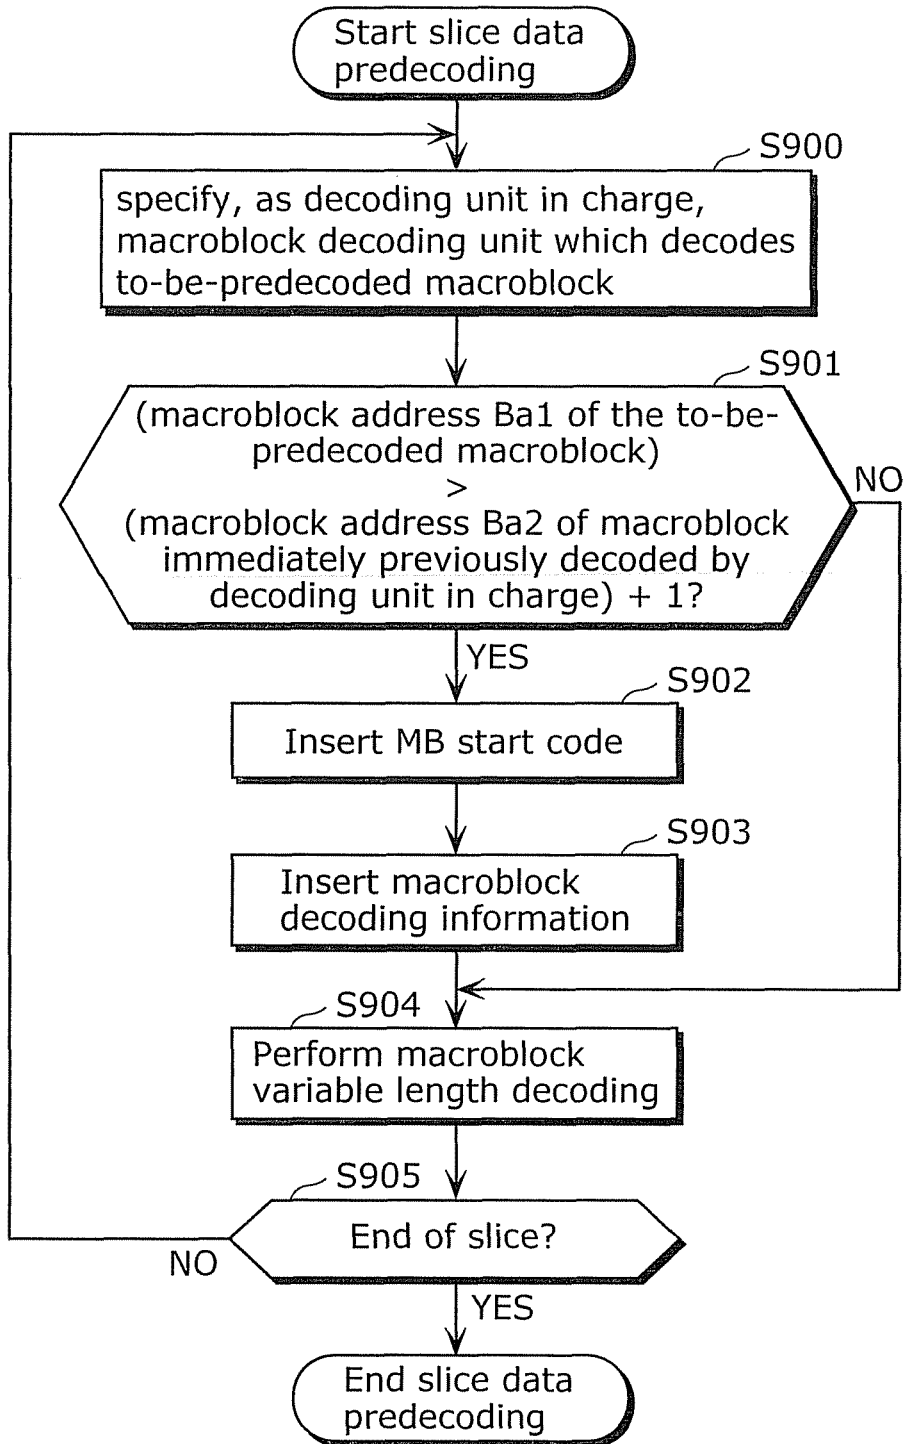 Start slice data
predecoding
S900
specify, as decoding unit in charge,
macroblock decoding unit which decodes
to-be-predecoded macroblock
S901
(macroblock address Ba1 of the to-be-
predecoded macroblock)
>
(macroblock address Ba2 of macroblock
immediately previously decoded by
decoding unit in charge) + 1?
NO
YES
S902
Insert MB start code
S903
Insert macroblock
decoding information
S904
Perform macroblock
variable length decoding
S905
End of slice?
NO
YES
End slice data
predecoding